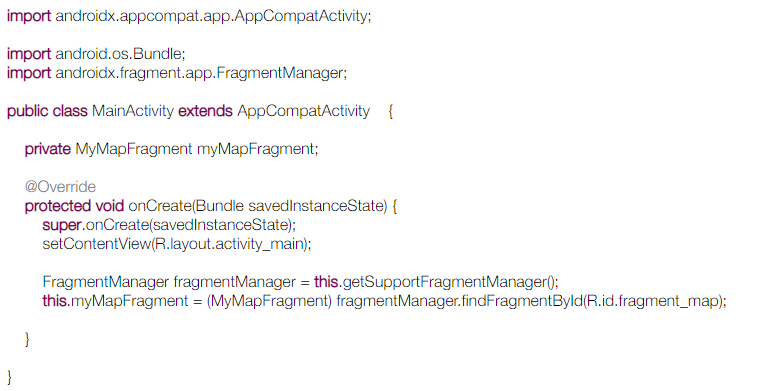 import androidx.appcompat.app.AppCompatActivity;
import android.os.Bundle;
import androidx.fragment.app.FragmentManager;
public class MainActivity extends AppCompatActivity {
private MyMapFragment myMapFragment;
@Override
protected void onCreate(Bundle savedInstanceState) {
super.onCreate(savedInstanceState);
setContentView(R.layout.activity_main);
FragmentManager fragmentManager = this.getSupportFragmentManager();
this.myMapFragment = (MyMapFragment) fragmentManager.findFragmentById(R.id.fragment_map);
}
}